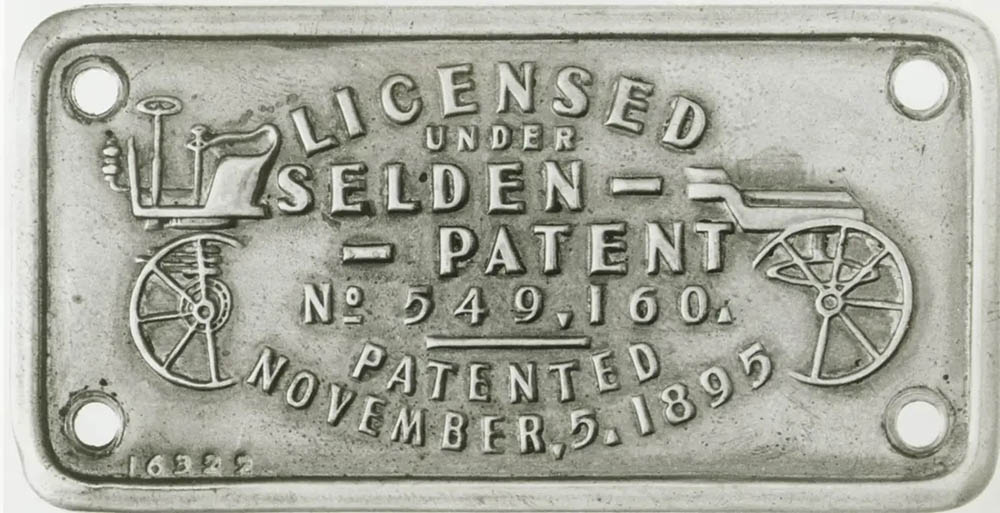 LICENSED
UNDER
SELDEN –
– PATENT
Nº 549,160.
PATENTED
NOVEMBER, 5. 1895
16322